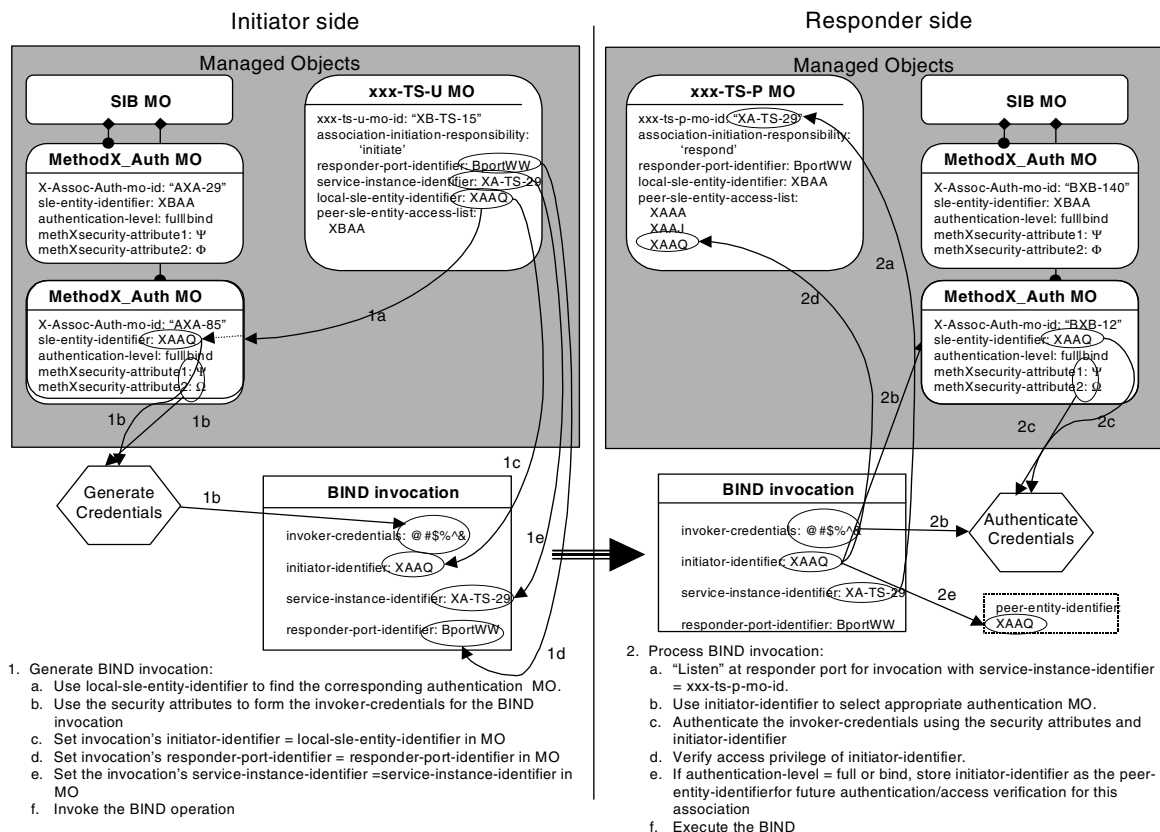 Initiator side
Managed Objects
SIB MO
MethodX_Auth MO
X-Assoc-Auth-mo-id: “AXA-29”
sle-entity-identifier: XBAA
authentication-level: full|bind
methXsecurity-attribute1: Ψ
methXsecurity-attribute2: Φ
MethodX_Auth MO
X-Assoc-Auth-mo-id: “AXA-85”
sle-entity-identifier: XAAQ
authentication-level: full|bind
methXsecurity-attribute1: Ψ
methXsecurity-attribute2: Ω
xxx-TS-U MO
xxx-ts-u-mo-id: “XB-TS-15”
association-initiation-responsibility:
‘initiate’
responder-port-identifier: BportWW
service-instance-identifier: XA-TS-29
local-sle-entity-identifier: XAAQ
peer-sle-entity-access-list:
XBAA
1a
1b
1b
1c
Generate
Credentials
1b
BIND invocation
invoker-credentials: @#$%^&
initiator-identifier: XAAQ
service-instance-identifier: XA-TS-29
responder-port-identifier: BportWW
1e
1d
1. Generate BIND invocation:
a. Use local-sle-entity-identifier to find the corresponding authentication MO.
b. Use the security attributes to form the invoker-credentials for the BIND
invocation
c. Set invocation’s initiator-identifier = local-sle-entity-identifier in MO
d. Set invocation’s responder-port-identifier = responder-port-identifier in MO
e. Set the invocation’s service-instance-identifier =service-instance-identifier in
MO
f. Invoke the BIND operation
Responder side
Managed Objects
xxx-TS-P MO
xxx-ts-p-mo-id: “XA-TS-29”
association-initiation-responsibility:
‘respond’
responder-port-identifier: BportWW
local-sle-entity-identifier: XBAA
peer-sle-entity-access-list:
XAAA
XAAJ
XAAQ
SIB MO
MethodX_Auth MO
X-Assoc-Auth-mo-id: “BXB-140”
sle-entity-identifier: XBAA
authentication-level: full|bind
methXsecurity-attribute1: Ψ
methXsecurity-attribute2: Φ
MethodX_Auth MO
X-Assoc-Auth-mo-id: “BXB-12”
sle-entity-identifier: XAAQ
authentication-level: full|bind
methXsecurity-attribute1: Ψ
methXsecurity-attribute2: Ω
2a
2d
2b
2c
2c
BIND invocation
invoker-credentials: @#$%^&
initiator-identifier: XAAQ
service-instance-identifier: XA-TS-29
responder-port-identifier: BportWW
2b
Authenticate
Credentials
2e
peer-entity-identifier:
XAAQ
2. Process BIND invocation:
a. “Listen” at responder port for invocation with service-instance-identifier
= xxx-ts-p-mo-id.
b. Use initiator-identifier to select appropriate authentication MO.
c. Authenticate the invoker-credentials using the security attributes and
initiator-identifier
d. Verify access privilege of initiator-identifier.
e. If authentication-level = full or bind, store initiator-identifier as the peer-
entity-identifierfor future authentication/access verification for this
association
f. Execute the BIND